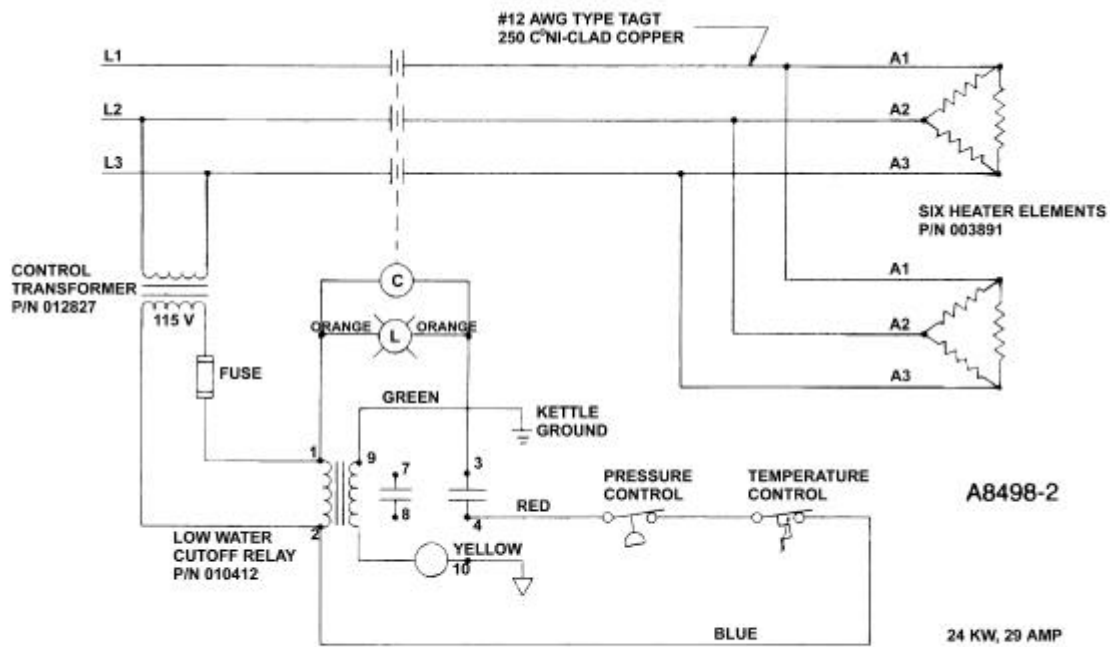 #12 AWG TYPE TAGT
250 C⁰NI-CLAD COPPER
L1
A1
L2
A2
L3
A3
SIX HEATER ELEMENTS
P/N 003891
CONTROL
TRANSFORMER
P/N 012827
115 V
C
A1
ORANGE
L
ORANGE
A2
FUSE
A3
GREEN
KETTLE
GROUND
1
9
7
3
PRESSURE
CONTROL
TEMPERATURE
CONTROL
A8498-2
8
4
RED
2
LOW WATER
CUTOFF RELAY
P/N 010412
YELLOW
10
BLUE
24 KW, 29 AMP